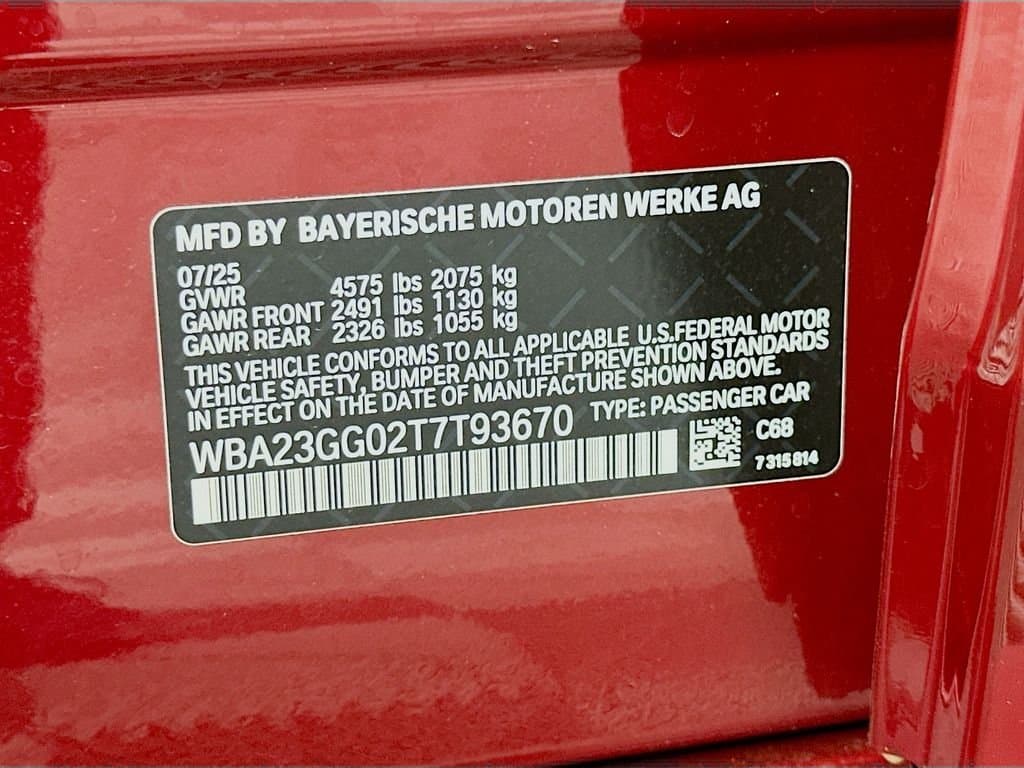 MFD BY BAYERISCHE MOTOREN WERKE AG
07/25
GVWR 4575 lbs 2075 kg
GAWR FRONT 2491 lbs 1130 kg
GAWR REAR 2326 lbs 1055 kg
THIS VEHICLE CONFORMS TO ALL APPLICABLE U.S.FEDERAL MOTOR
VEHICLE SAFETY, BUMPER AND THEFT PREVENTION STANDARDS
IN EFFECT ON THE DATE OF MANUFACTURE SHOWN ABOVE.
WBA23GG02T7T93670 TYPE: PASSENGER CAR
C68
7 315 814